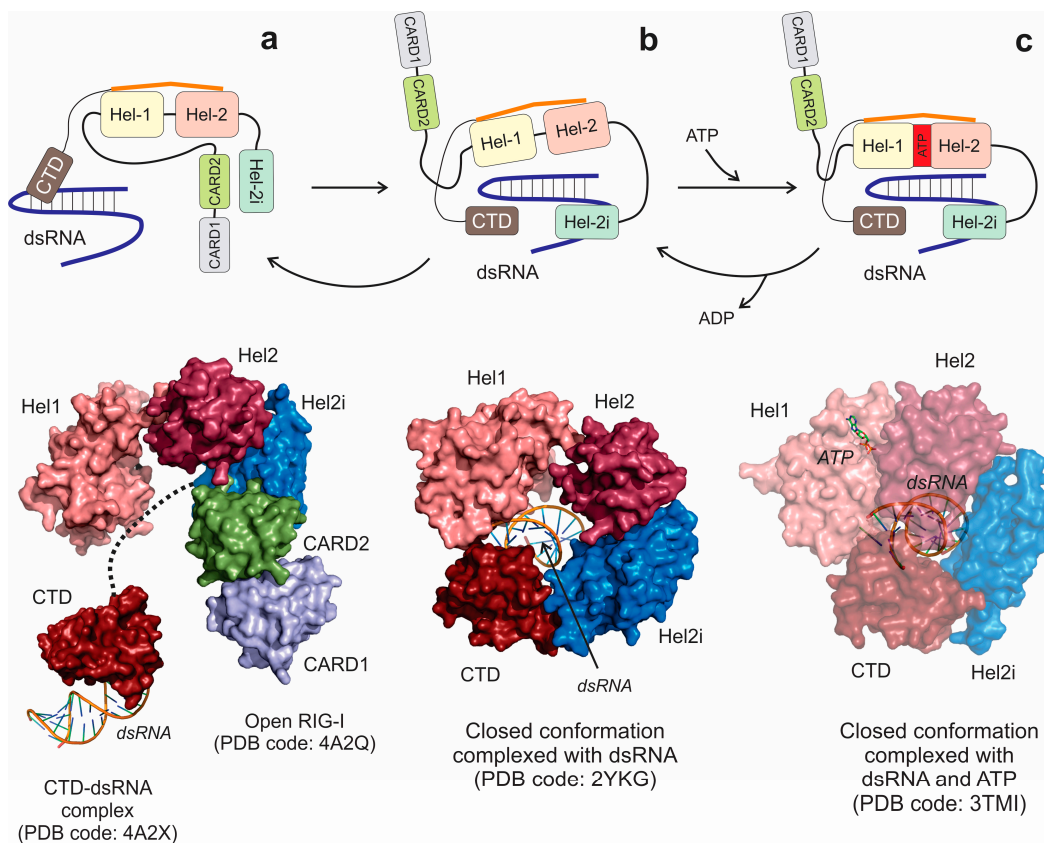 a
b
c
Hel-1
Hel-2
CTD
CARD2
Hel-2i
CARD1
dsRNA
CARD1
CARD2
Hel-1
Hel-2
CTD
Hel-2i
dsRNA
ATP
ADP
CARD1
CARD2
Hel-1
ATP
Hel-2
CTD
Hel-2i
dsRNA
Hel2
Hel1
Hel2i
CARD2
CTD
CARD1
dsRNA
Open RIG-I
(PDB code: 4A2Q)
CTD-dsRNA
complex
(PDB code: 4A2X)
Hel1
Hel2
Hel2i
CTD
dsRNA
Closed conformation
complexed with dsRNA
(PDB code: 2YKG)
Hel2
Hel1
ATP
dsRNA
CTD
Hel2i
Closed conformation
complexed with
dsRNA and ATP
(PDB code: 3TMI)